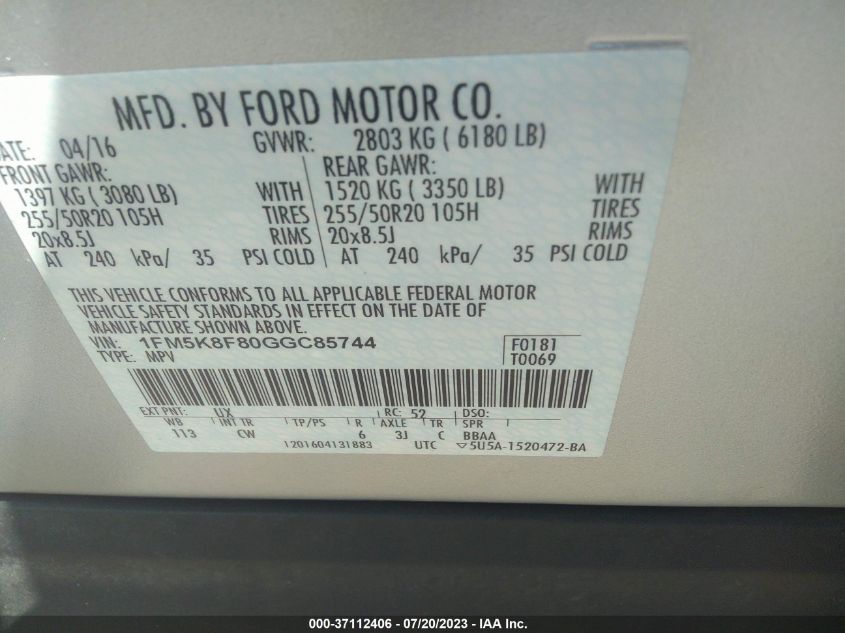 MFD. BY FORD MOTOR CO.
ATE: 04/16 GVWR: 2803 KG ( 6180 LB)
FRONT GAWR: REAR GAWR:
1397 KG ( 3080 LB) WITH 1520 KG ( 3350 LB) WITH
255/50R20 105H TIRES 255/50R20 105H TIRES
20x8.5J RIMS 20x8.5J RIMS
AT 240 kPa/ 35 PSI COLD AT 240 kPa/ 35 PSI COLD
THIS VEHICLE CONFORMS TO ALL APPLICABLE FEDERAL MOTOR
VEHICLE SAFETY STANDARDS IN EFFECT ON THE DATE OF
MANUFACTURE SHOWN ABOVE.
VIN: 1FM5K8F80GGC85744 F0181
TYPE: MPV T0069
EXT PNT: UX RC: 52 DSO:
WB INT TR TP/PS R AXLE TR SPR
113 CW 6 3J C BBAA
1201604131883 UTC ▽5U5A-1520472-BA
000-37112406 - 07/20/2023 - IAA Inc.